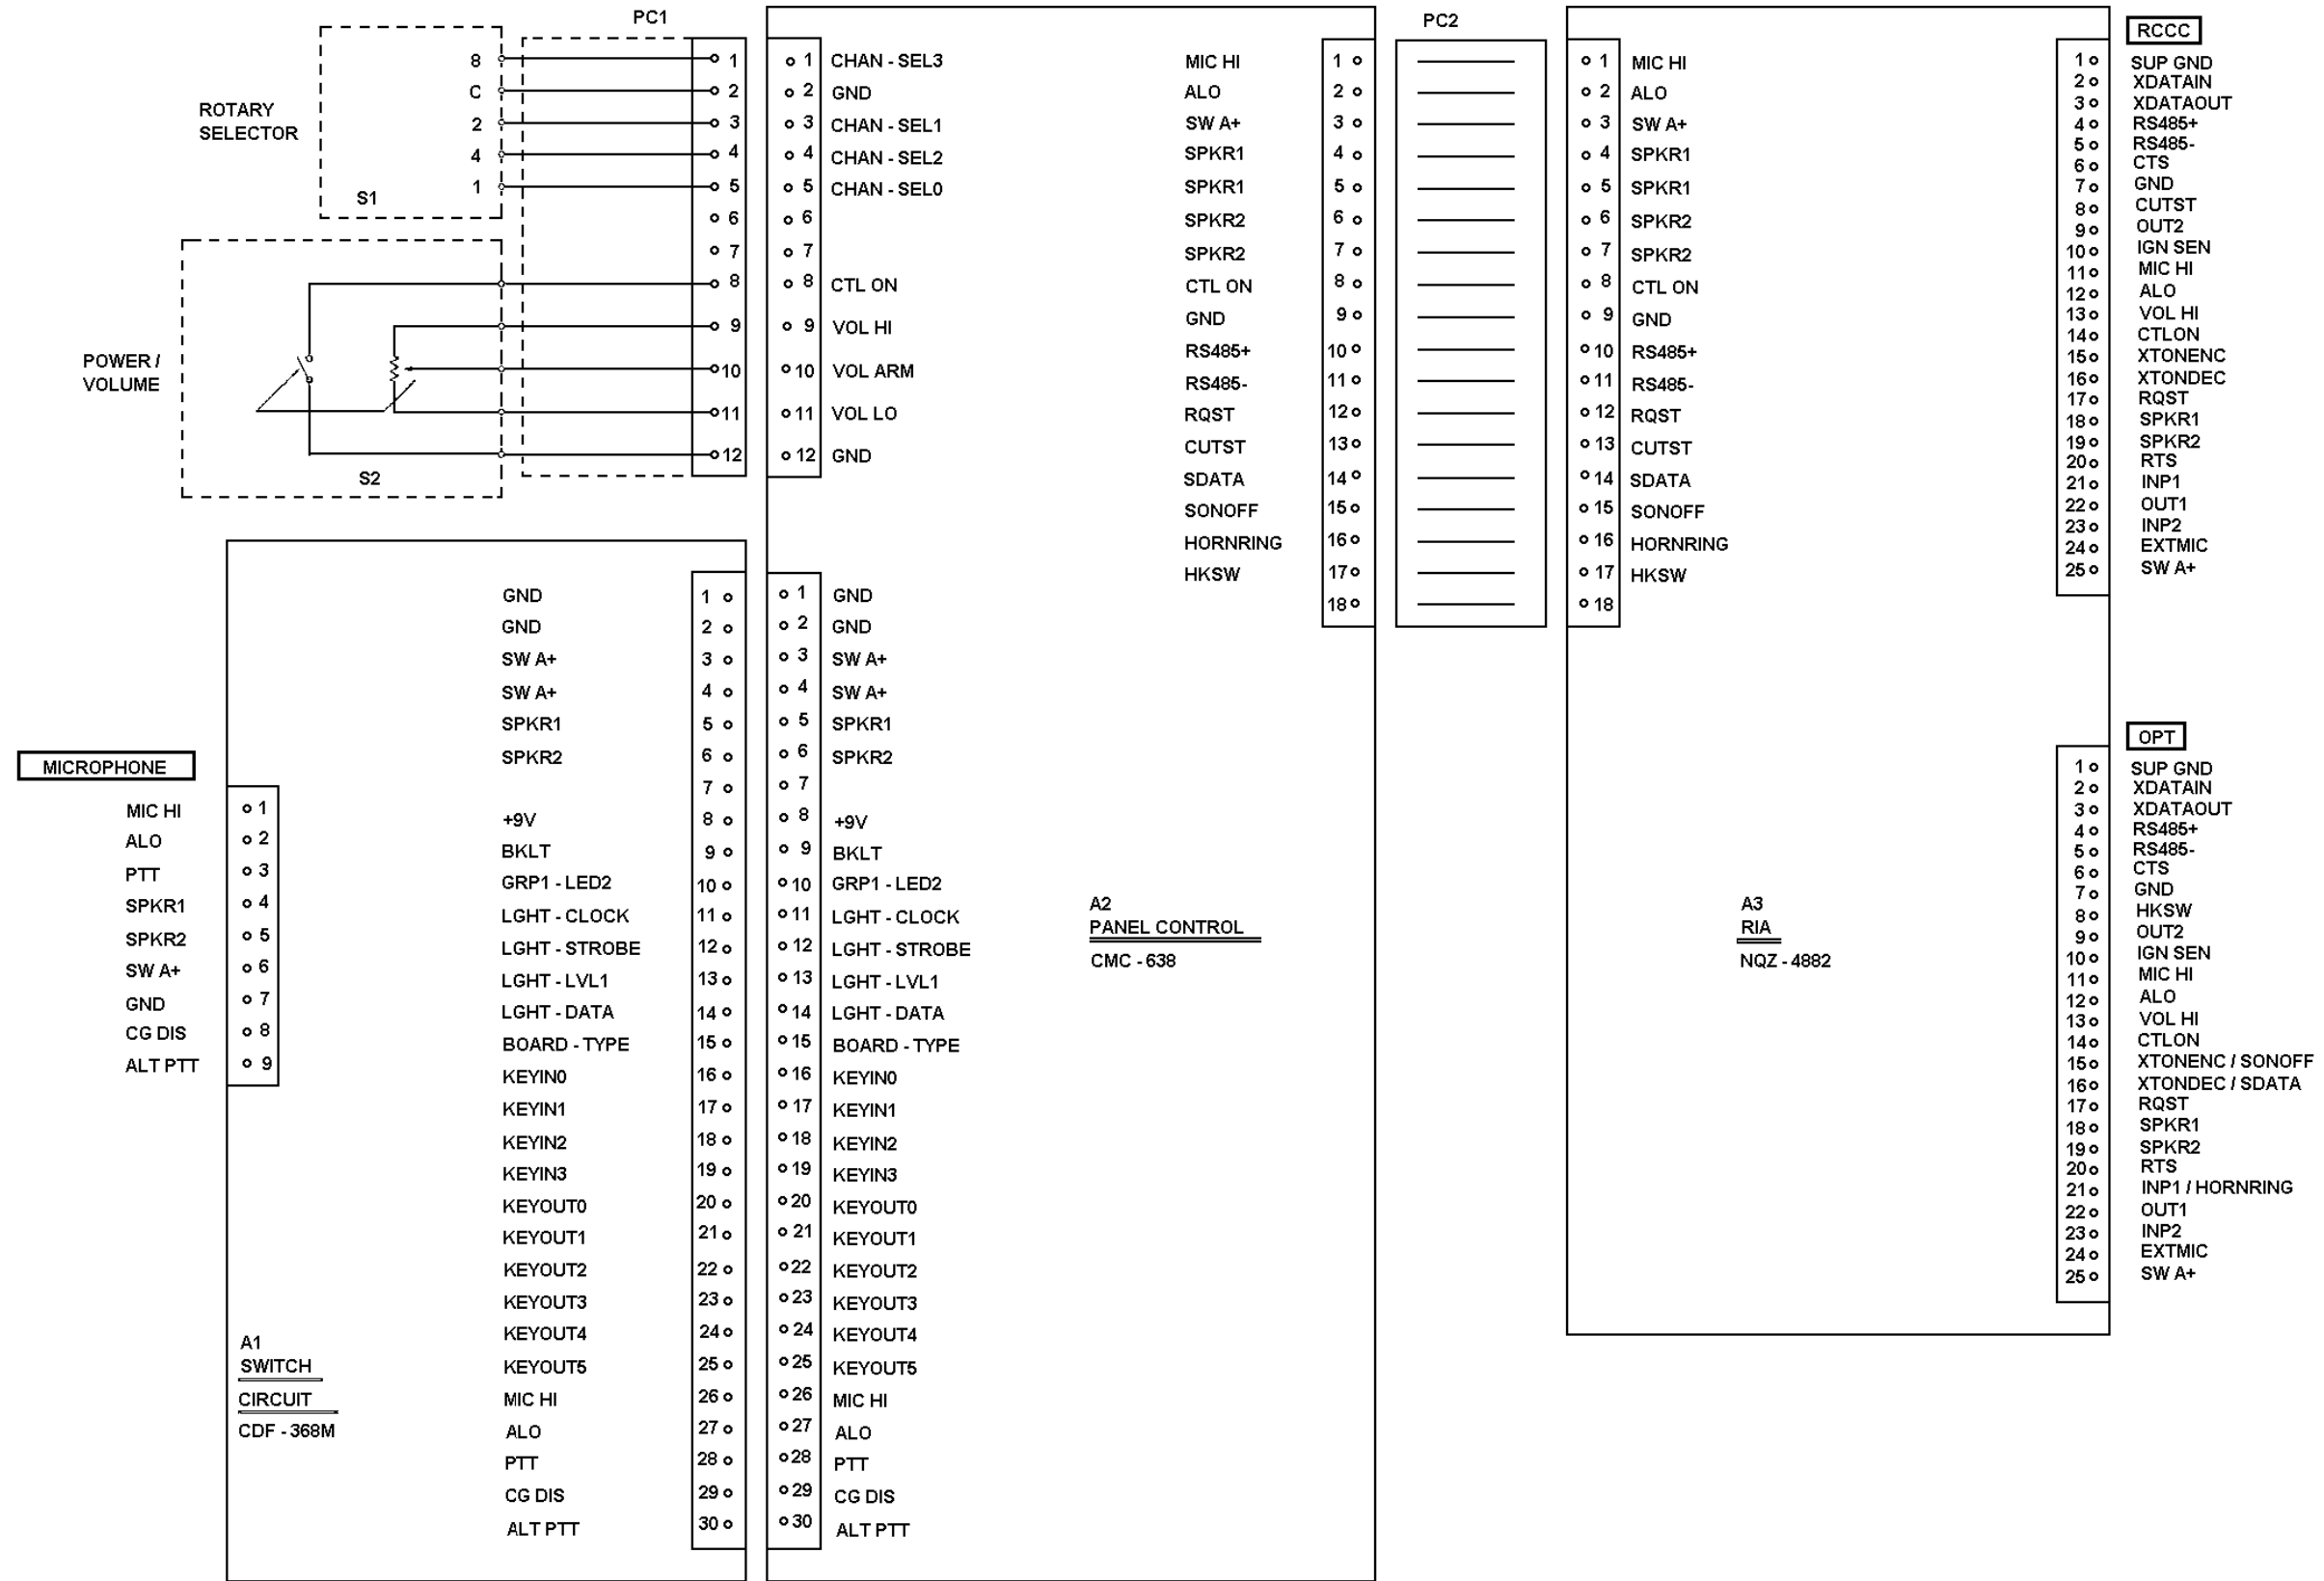 PC1
ROTARY
SELECTOR
8
C
2
4
1
S1
POWER /
VOLUME
S2
1
2
3
4
5
6
7
8
9
10
11
12
1 CHAN - SEL3
2 GND
3 CHAN - SEL1
4 CHAN - SEL2
5 CHAN - SEL0
6
7
8 CTL ON
9 VOL HI
10 VOL ARM
11 VOL LO
12 GND
MIC HI 1
ALO 2
SW A+ 3
SPKR1 4
SPKR1 5
SPKR2 6
SPKR2 7
CTL ON 8
GND 9
RS485+ 10
RS485- 11
RQST 12
CUTST 13
SDATA 14
SONOFF 15
HORNRING 16
HKSW 17
18
PC2
1 MIC HI
2 ALO
3 SW A+
4 SPKR1
5 SPKR1
6 SPKR2
7 SPKR2
8 CTL ON
9 GND
10 RS485+
11 RS485-
12 RQST
13 CUTST
14 SDATA
15 SONOFF
16 HORNRING
17 HKSW
18
RCCC
1 SUP GND
2 XDATAIN
3 XDATAOUT
4 RS485+
5 RS485-
6 CTS
7 GND
8 CUTST
9 OUT2
10 IGN SEN
11 MIC HI
12 ALO
13 VOL HI
14 CTLON
15 XTONENC
16 XTONDEC
17 RQST
18 SPKR1
19 SPKR2
20 RTS
21 INP1
22 OUT1
23 INP2
24 EXTMIC
25 SW A+
MICROPHONE
MIC HI 1
ALO 2
PTT 3
SPKR1 4
SPKR2 5
SW A+ 6
GND 7
CG DIS 8
ALT PTT 9
A1
SWITCH
CIRCUIT
CDF - 368M
GND 1
GND 2
SW A+ 3
SW A+ 4
SPKR1 5
SPKR2 6
7
+9V 8
BKLT 9
GRP1 - LED2 10
LGHT - CLOCK 11
LGHT - STROBE 12
LGHT - LVL1 13
LGHT - DATA 14
BOARD - TYPE 15
KEYIN0 16
KEYIN1 17
KEYIN2 18
KEYIN3 19
KEYOUT0 20
KEYOUT1 21
KEYOUT2 22
KEYOUT3 23
KEYOUT4 24
KEYOUT5 25
MIC HI 26
ALO 27
PTT 28
CG DIS 29
ALT PTT 30
1 GND
2 GND
3 SW A+
4 SW A+
5 SPKR1
6 SPKR2
7
8 +9V
9 BKLT
10 GRP1 - LED2
11 LGHT - CLOCK
12 LGHT - STROBE
13 LGHT - LVL1
14 LGHT - DATA
15 BOARD - TYPE
16 KEYIN0
17 KEYIN1
18 KEYIN2
19 KEYIN3
20 KEYOUT0
21 KEYOUT1
22 KEYOUT2
23 KEYOUT3
24 KEYOUT4
25 KEYOUT5
26 MIC HI
27 ALO
28 PTT
29 CG DIS
30 ALT PTT
A2
PANEL CONTROL
CMC - 638
A3
RIA
NQZ - 4882
OPT
1 SUP GND
2 XDATAIN
3 XDATAOUT
4 RS485+
5 RS485-
6 CTS
7 GND
8 HKSW
9 OUT2
10 IGN SEN
11 MIC HI
12 ALO
13 VOL HI
14 CTLON
15 XTONENC / SONOFF
16 XTONDEC / SDATA
17 RQST
18 SPKR1
19 SPKR2
20 RTS
21 INP1 / HORNRING
22 OUT1
23 INP2
24 EXTMIC
25 SW A+